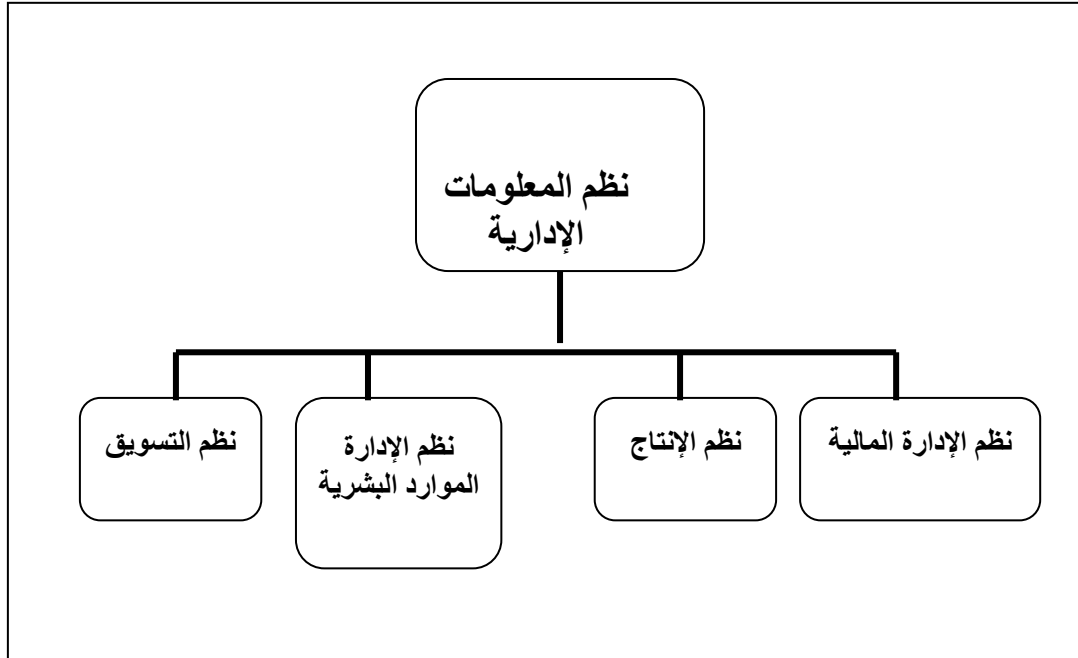 نظم المعلومات
الإدارية
نظم الإدارة المالية
نظم الإنتاج
نظم الإدارة
الموارد البشرية
نظم التسويق